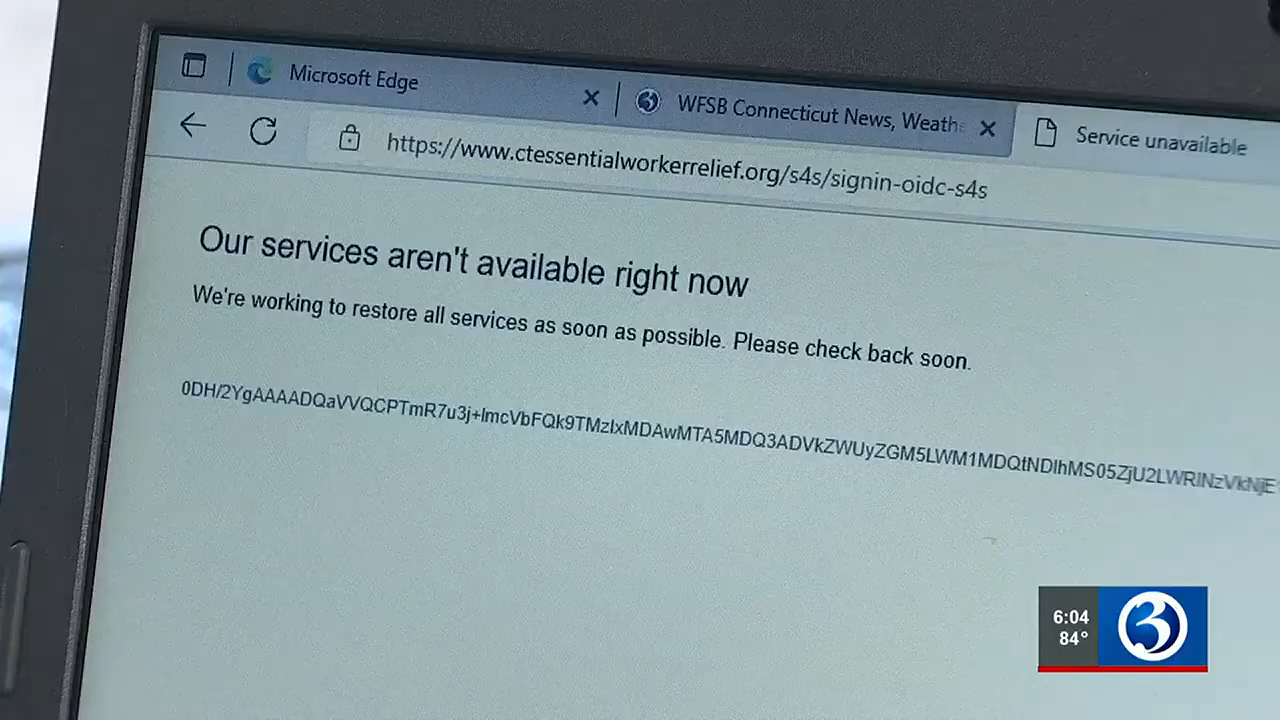 Microsoft Edge
WFSB Connecticut News, Weathe
Service unavailable
https://www.ctessentialworkerrelief.org/s4s/signin-oidc-s4s
Our services aren't available right now
We're working to restore all services as soon as possible. Please check back soon.
0DH/2YgAAAADQaVVQCPTmR7u3j+lmcVbFQk9TMzIxMDAwMTA5MDQ3ADVkZWUyZGM5LWM1MDQtNDlhMS05ZjU2LWRlNzVkNjE
6:04
84°
3